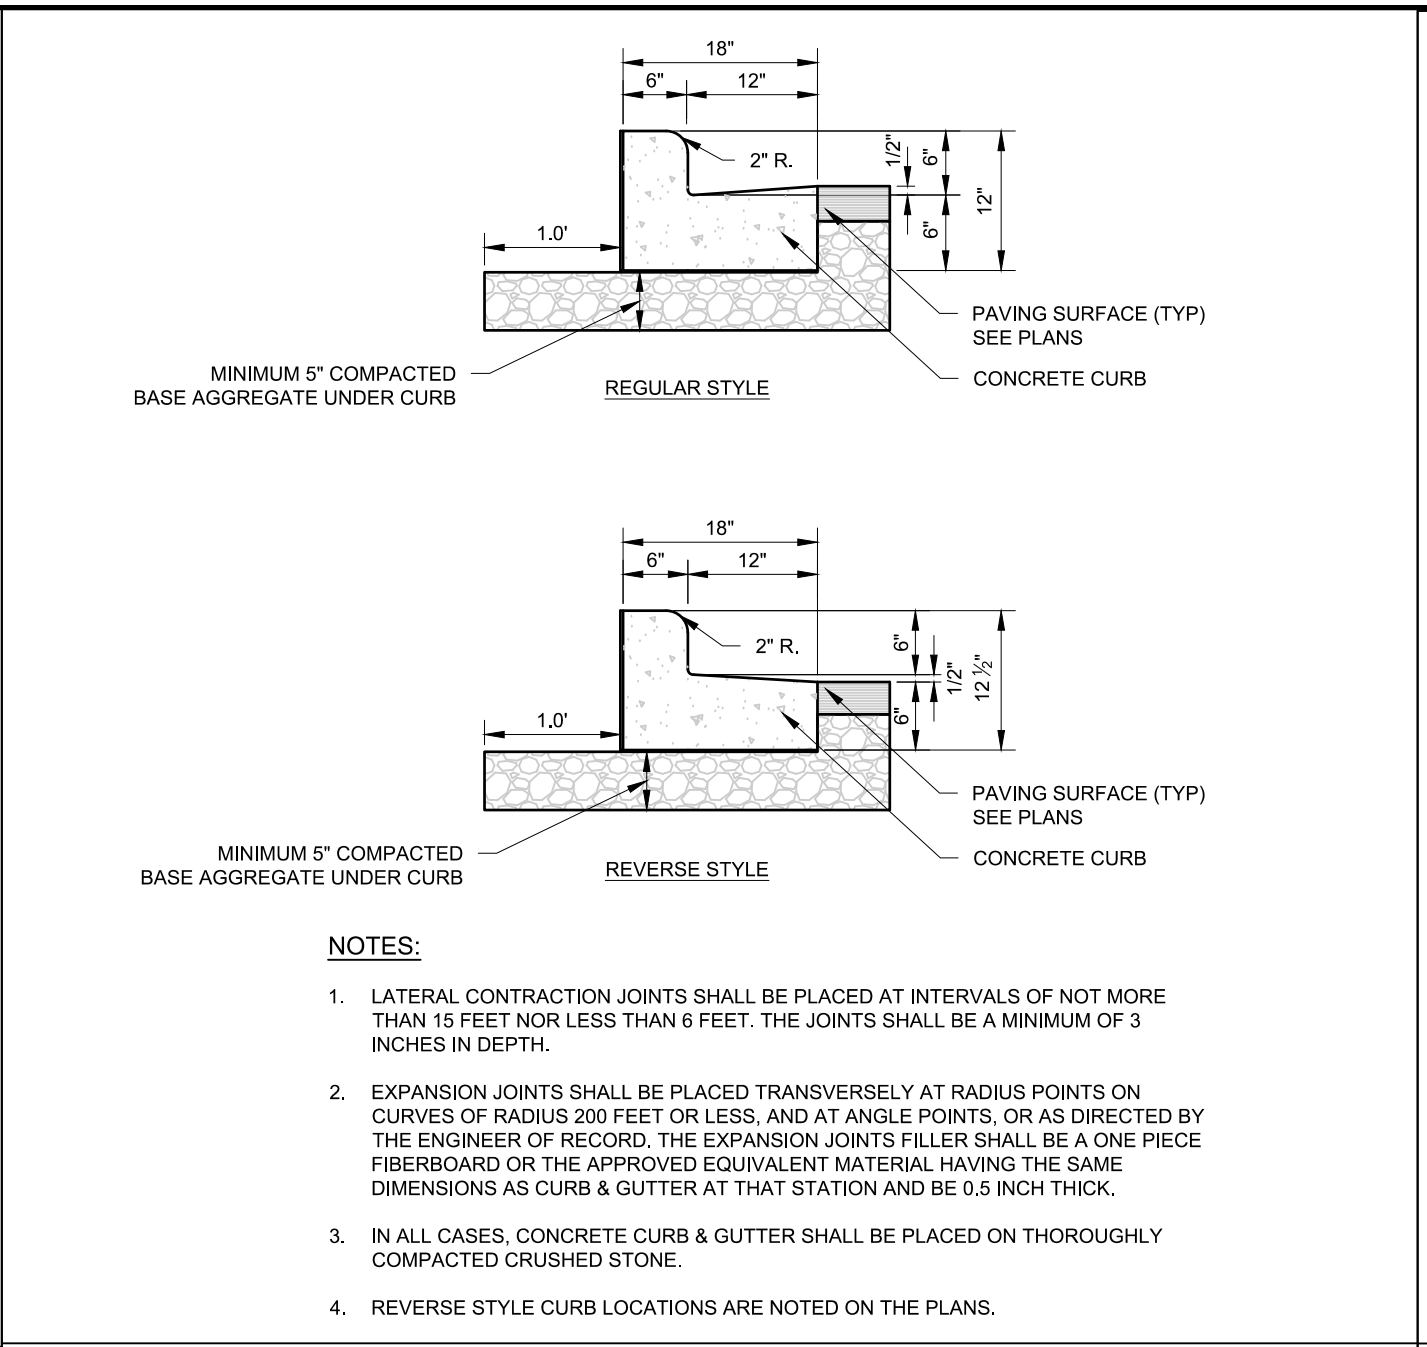 18"
6"
12"
2" R.
1/2"
6"
12"
6"
1.0'
PAVING SURFACE (TYP)
SEE PLANS
MINIMUM 5" COMPACTED
BASE AGGREGATE UNDER CURB
CONCRETE CURB
REGULAR STYLE
18"
6"
12"
2" R.
6"
1/2"
12 ½"
6"
1.0'
PAVING SURFACE (TYP)
SEE PLANS
MINIMUM 5" COMPACTED
BASE AGGREGATE UNDER CURB
CONCRETE CURB
REVERSE STYLE
NOTES:
1. LATERAL CONTRACTION JOINTS SHALL BE PLACED AT INTERVALS OF NOT MORE
THAN 15 FEET NOR LESS THAN 6 FEET. THE JOINTS SHALL BE A MINIMUM OF 3
INCHES IN DEPTH.
2. EXPANSION JOINTS SHALL BE PLACED TRANSVERSELY AT RADIUS POINTS ON
CURVES OF RADIUS 200 FEET OR LESS, AND AT ANGLE POINTS, OR AS DIRECTED BY
THE ENGINEER OF RECORD. THE EXPANSION JOINTS FILLER SHALL BE A ONE PIECE
FIBERBOARD OR THE APPROVED EQUIVALENT MATERIAL HAVING THE SAME
DIMENSIONS AS CURB & GUTTER AT THAT STATION AND BE 0.5 INCH THICK.
3. IN ALL CASES, CONCRETE CURB & GUTTER SHALL BE PLACED ON THOROUGHLY
COMPACTED CRUSHED STONE.
4. REVERSE STYLE CURB LOCATIONS ARE NOTED ON THE PLANS.